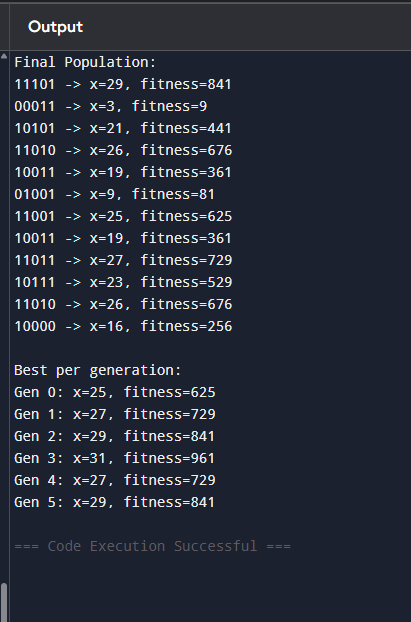 Output
Final Population:
11101 -> x=29, fitness=841
00011 -> x=3, fitness=9
10101 -> x=21, fitness=441
11010 -> x=26, fitness=676
10011 -> x=19, fitness=361
01001 -> x=9, fitness=81
11001 -> x=25, fitness=625
10011 -> x=19, fitness=361
11011 -> x=27, fitness=729
10111 -> x=23, fitness=529
11010 -> x=26, fitness=676
10000 -> x=16, fitness=256
Best per generation:
Gen 0: x=25, fitness=625
Gen 1: x=27, fitness=729
Gen 2: x=29, fitness=841
Gen 3: x=31, fitness=961
Gen 4: x=27, fitness=729
Gen 5: x=29, fitness=841
=== Code Execution Successful ===